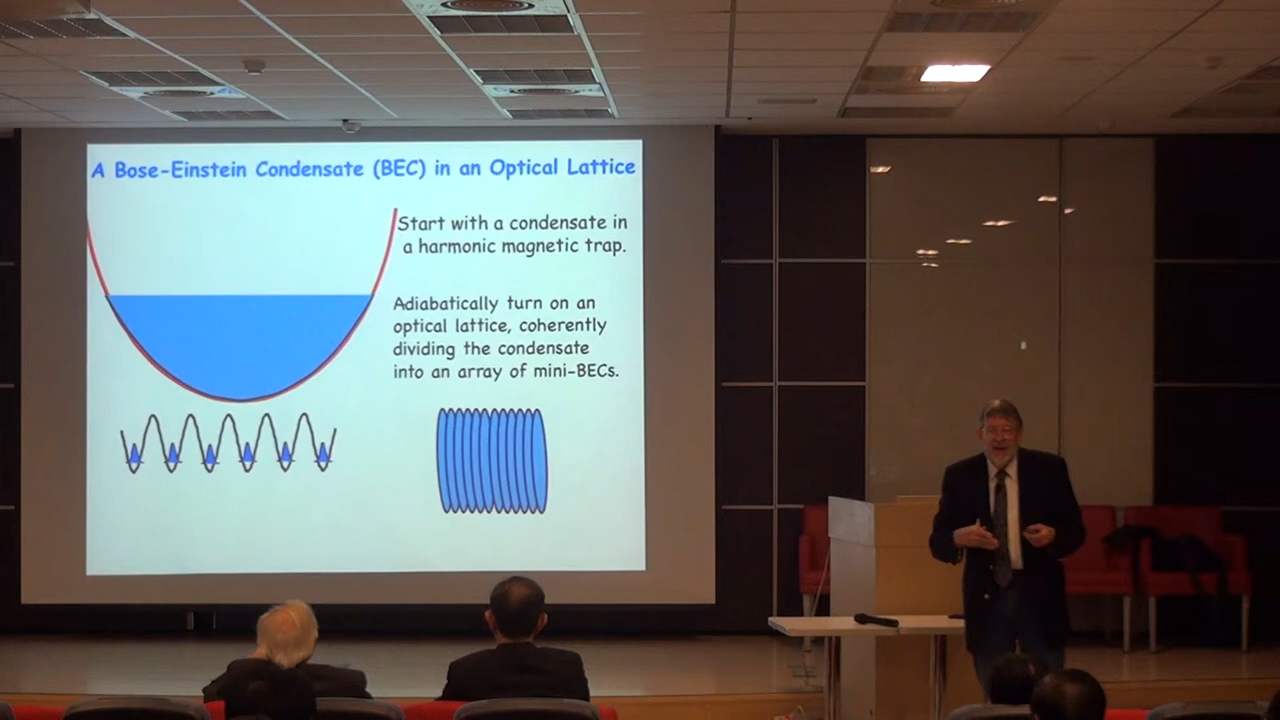 A Bose-Einstein Condensate (BEC) in an Optical Lattice
Start with a condensate in
a harmonic magnetic trap.
Adiabatically turn on an
optical lattice, coherently
dividing the condensate
into an array of mini-BECs.